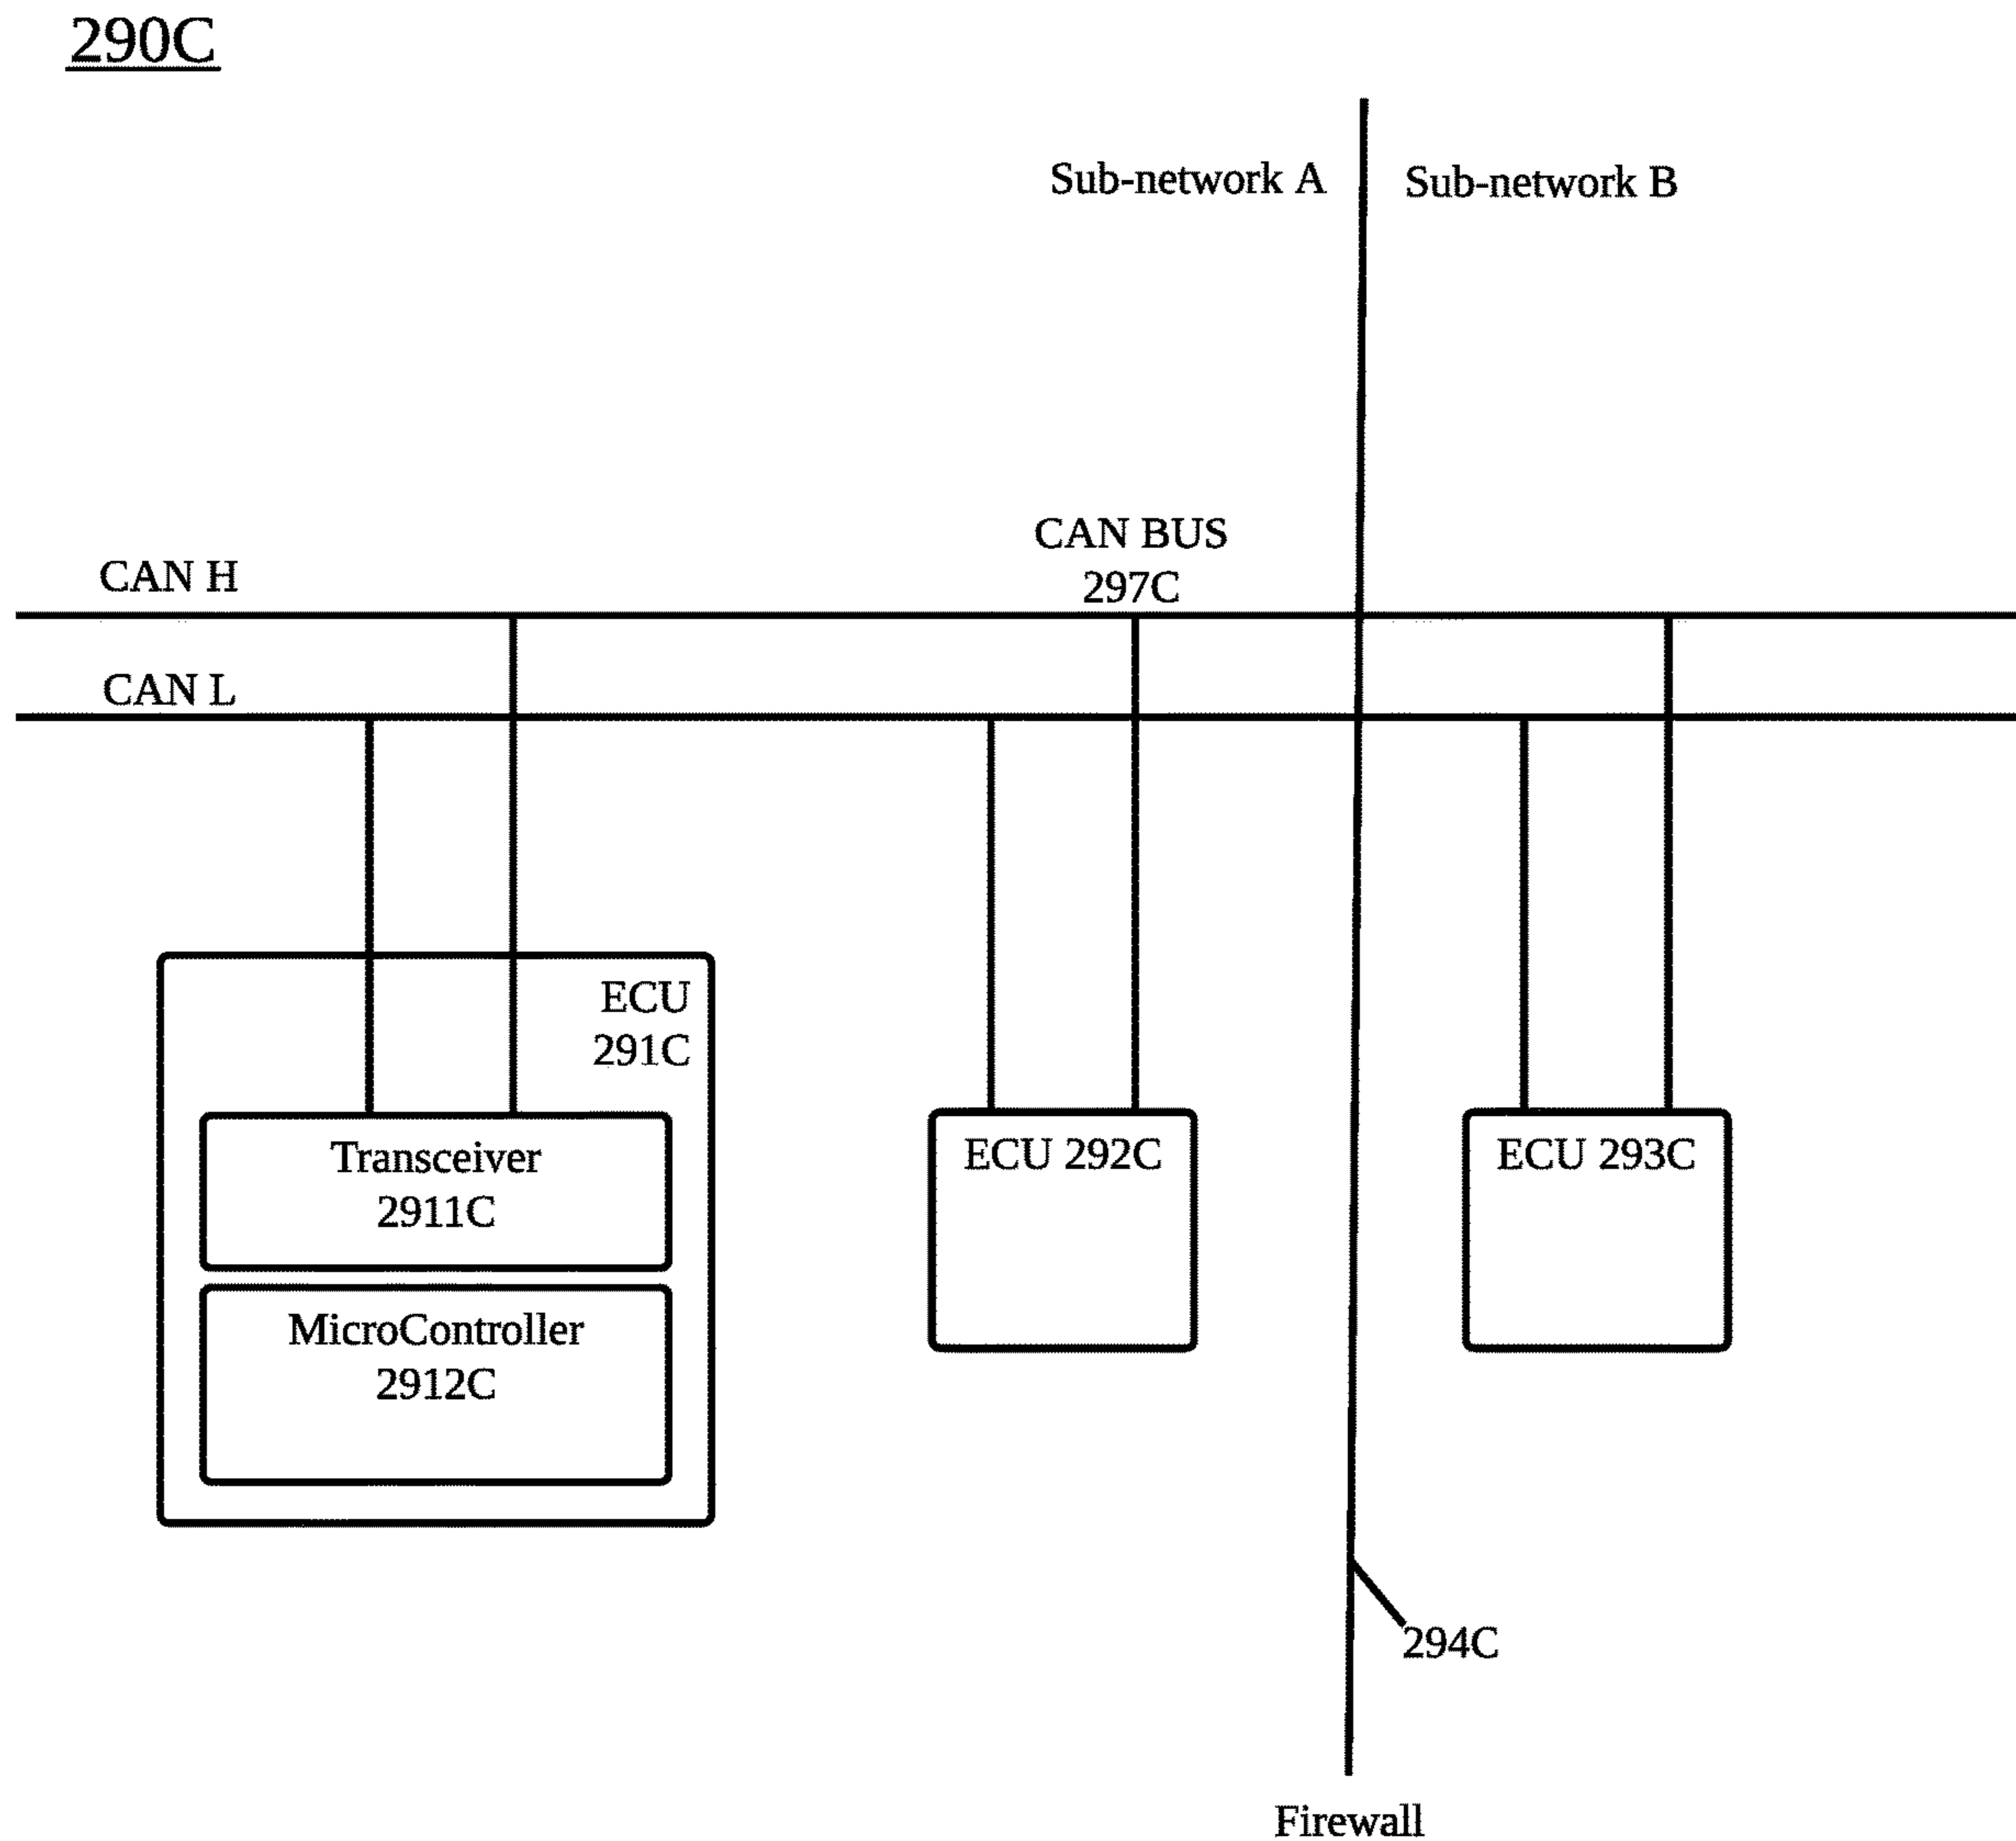 290C
Sub-network A
Sub-network B
CAN BUS
297C
CAN H
CAN L
ECU
291C
Transceiver
2911C
MicroController
2912C
ECU 292C
ECU 293C
294C
Firewall